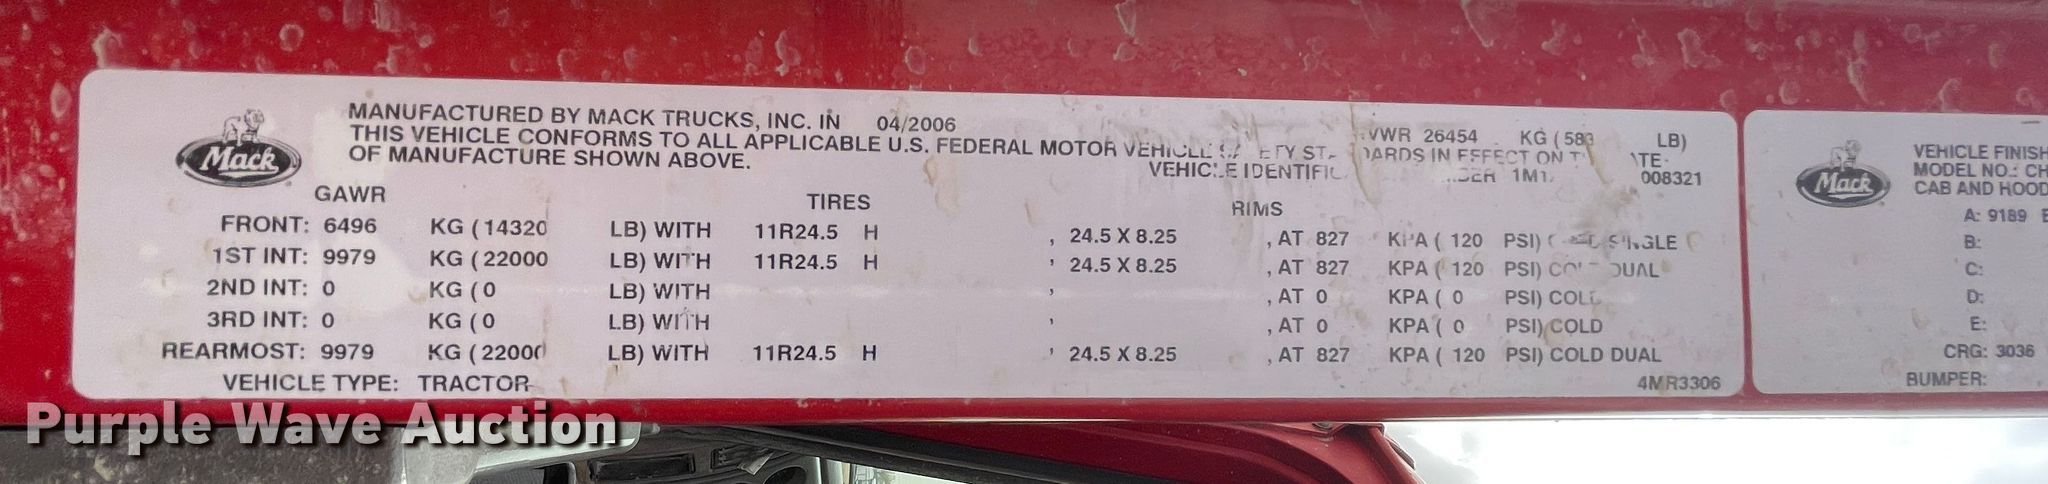 Mack
MANUFACTURED BY MACK TRUCKS, INC. IN 04/2006 VWR 26454 KG ( LB)
THIS VEHICLE CONFORMS TO ALL APPLICABLE U.S. FEDERAL MOTOR VEHICLE IN EFFECT ON
OF MANUFACTURE SHOWN ABOVE. VEHICLE 008321
GAWR TIRES RIMS
FRONT: 6496 KG ( 14320 LB) WITH 11R24.5 H , 24.5 X 8.25 , AT 827 KPA ( 120 PSI) SINGLE
1ST INT: 9979 KG ( 22000 LB) WITH 11R24.5 H , 24.5 X 8.25 , AT 827 KPA ( 120 PSI) COLD DUAL
2ND INT: 0 KG ( 0 LB) WITH , , AT 0 KPA ( 0 PSI) COLD
3RD INT: 0 KG ( 0 LB) WITH , , AT 0 KPA ( 0 PSI) COLD
REARMOST: 9979 KG ( 22000 LB) WITH 11R24.5 H , 24.5 X 8.25 , AT 827 KPA ( 120 PSI) COLD DUAL
VEHICLE TYPE: TRACTOR 4MR3306
Mack
VEHICLE FINISH
MODEL NO.: CH
CAB AND HOOD
A: 9189
B:
C:
D:
E:
CRG: 3036
BUMPER:
Purple Wave Auction